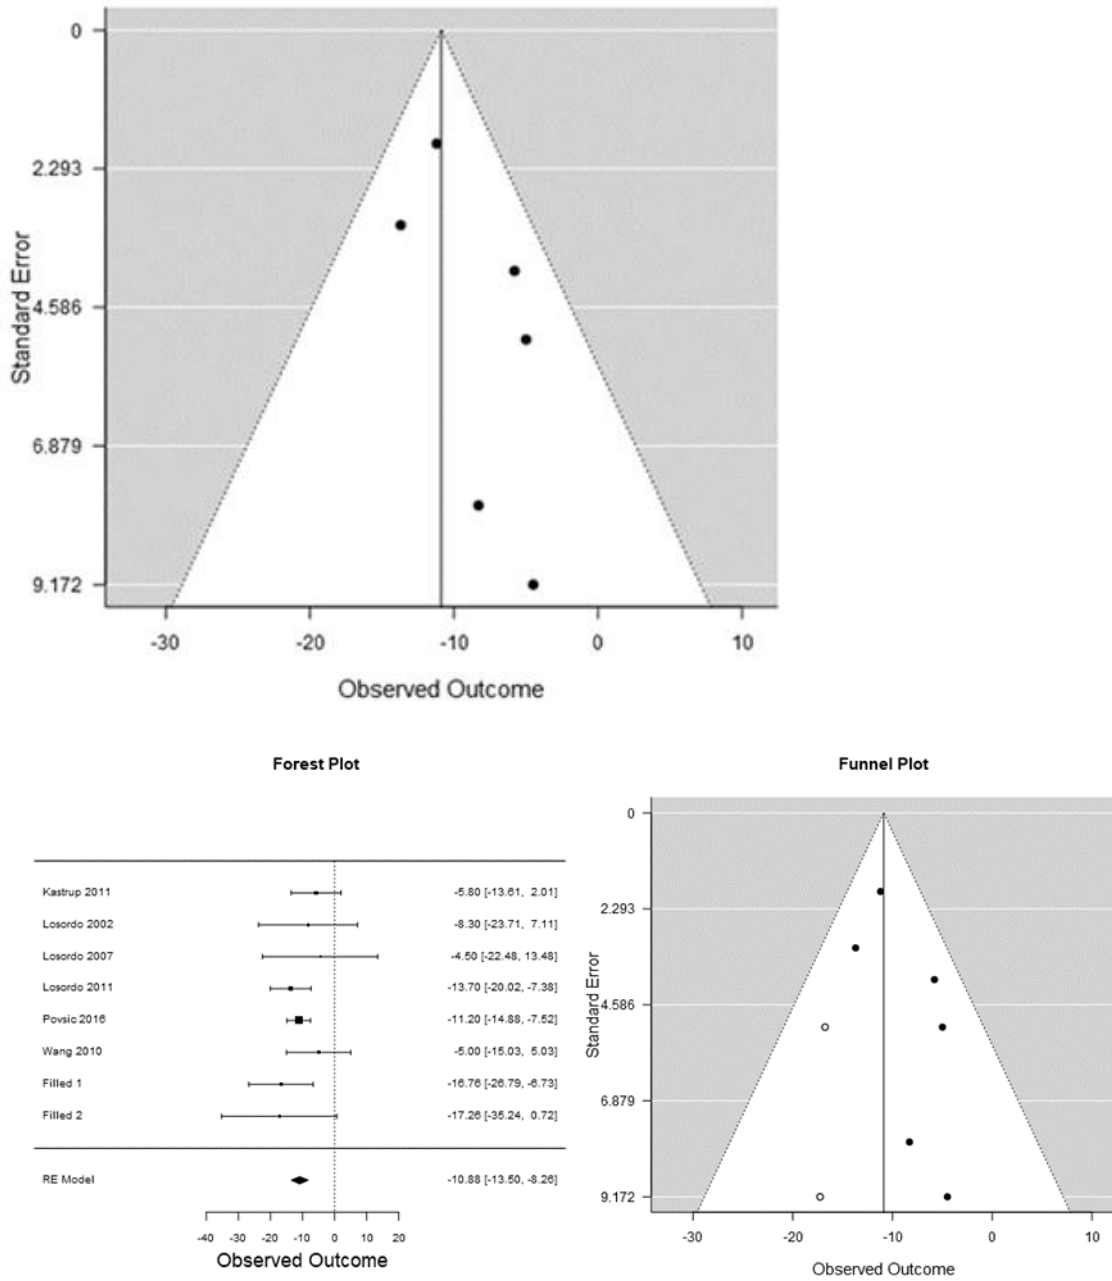 0
2.293
4.586
6.879
9.172
Standard Error
-30 -20 -10 0 10
Observed Outcome
Forest Plot
Kastrup 2011 -5.80 [-13.61, 2.01]
Losordo 2002 -8.30 [-23.71, 7.11]
Losordo 2007 -4.50 [-22.48, 13.48]
Losordo 2011 -13.70 [-20.02, -7.38]
Povsic 2016 -11.20 [-14.88, -7.52]
Wang 2010 -5.00 [-15.03, 5.03]
Filled 1 -16.76 [-26.79, -6.73]
Filled 2 -17.26 [-35.24, 0.72]
RE Model -10.88 [-13.50, -8.26]
-40 -30 -20 -10 0 10 20
Observed Outcome
Funnel Plot
0
2.293
4.586
6.879
9.172
Standard Error
-30 -20 -10 0 10
Observed Outcome